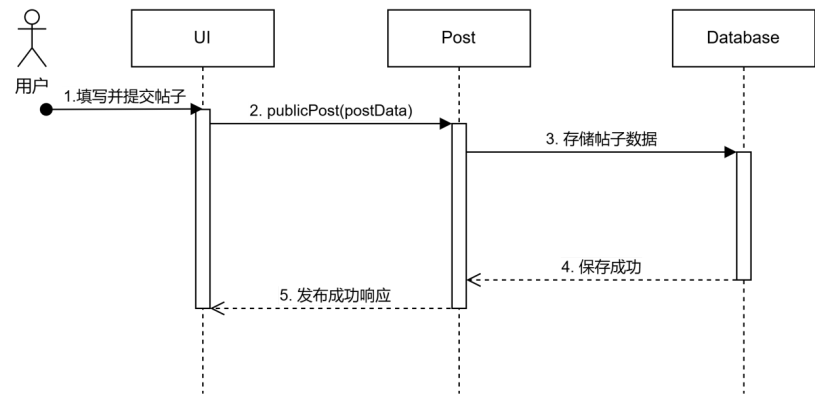 UI
Post
Database
用户
1.填写并提交帖子
2. publicPost(postData)
3. 存储帖子数据
4. 保存成功
5. 发布成功响应